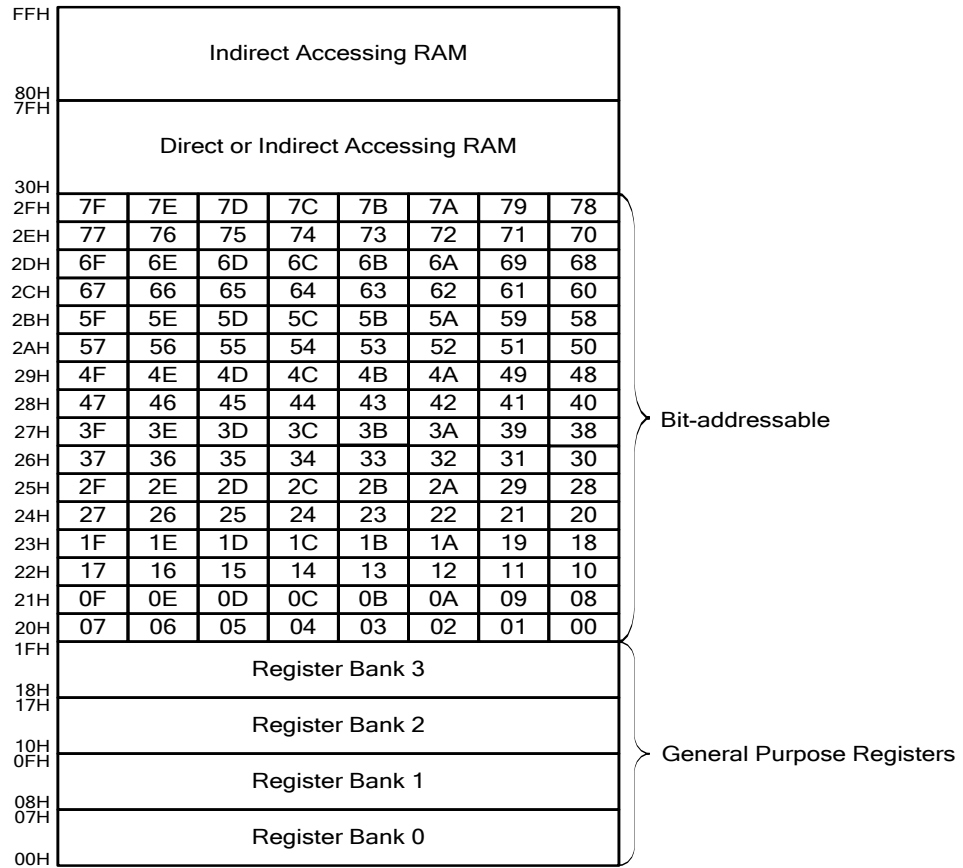 FFH
Indirect Accessing RAM
80H
7FH
Direct or Indirect Accessing RAM
30H
2FH 7F 7E 7D 7C 7B 7A 79 78
2EH 77 76 75 74 73 72 71 70
2DH 6F 6E 6D 6C 6B 6A 69 68
2CH 67 66 65 64 63 62 61 60
2BH 5F 5E 5D 5C 5B 5A 59 58
2AH 57 56 55 54 53 52 51 50
29H 4F 4E 4D 4C 4B 4A 49 48
28H 47 46 45 44 43 42 41 40
Bit-addressable
27H 3F 3E 3D 3C 3B 3A 39 38
26H 37 36 35 34 33 32 31 30
25H 2F 2E 2D 2C 2B 2A 29 28
24H 27 26 25 24 23 22 21 20
23H 1F 1E 1D 1C 1B 1A 19 18
22H 17 16 15 14 13 12 11 10
21H 0F 0E 0D 0C 0B 0A 09 08
20H 07 06 05 04 03 02 01 00
1FH
Register Bank 3
18H
17H
Register Bank 2
10H
0FH
General Purpose Registers
Register Bank 1
08H
07H
Register Bank 0
00H